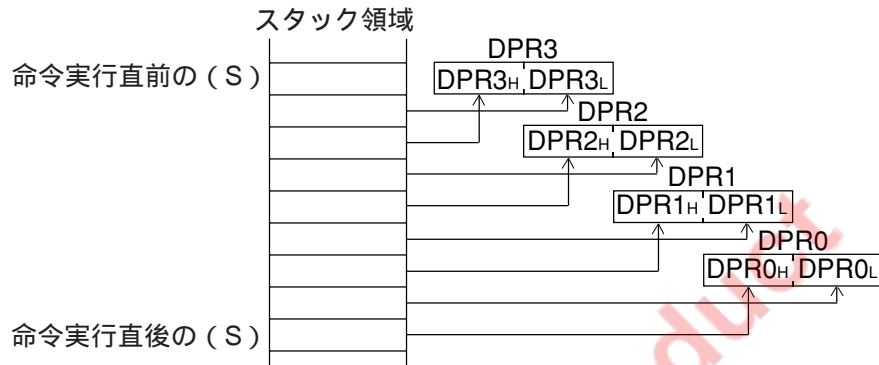 スタック領域
DPR3
命令実行直前の(S)
DPR3H DPR3L
DPR2
DPR2H DPR2L
DPR1
DPR1H DPR1L
DPR0
DPR0H DPR0L
命令実行直後の(S)
duct